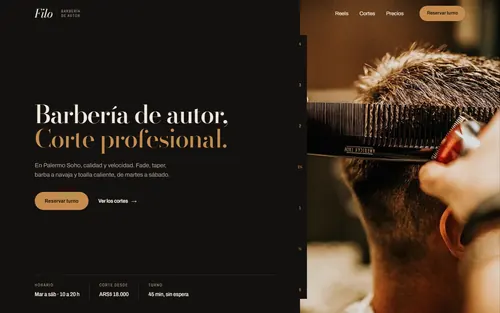 Filo
BARBERÍA
DE AUTOR
Reels
Cortes
Precios
Reservar turno
Barbería de autor,
Corte profesional.
En Palermo Soho, calidad y velocidad. Fade, taper,
barba a navaja y toalla caliente, de martes a sábado.
Reservar turno
Ver los cortes →
HORARIO
Mar a sáb · 10 a 20 h
CORTE DESDE
ARS$ 18.000
TURNO
45 min, sin espera